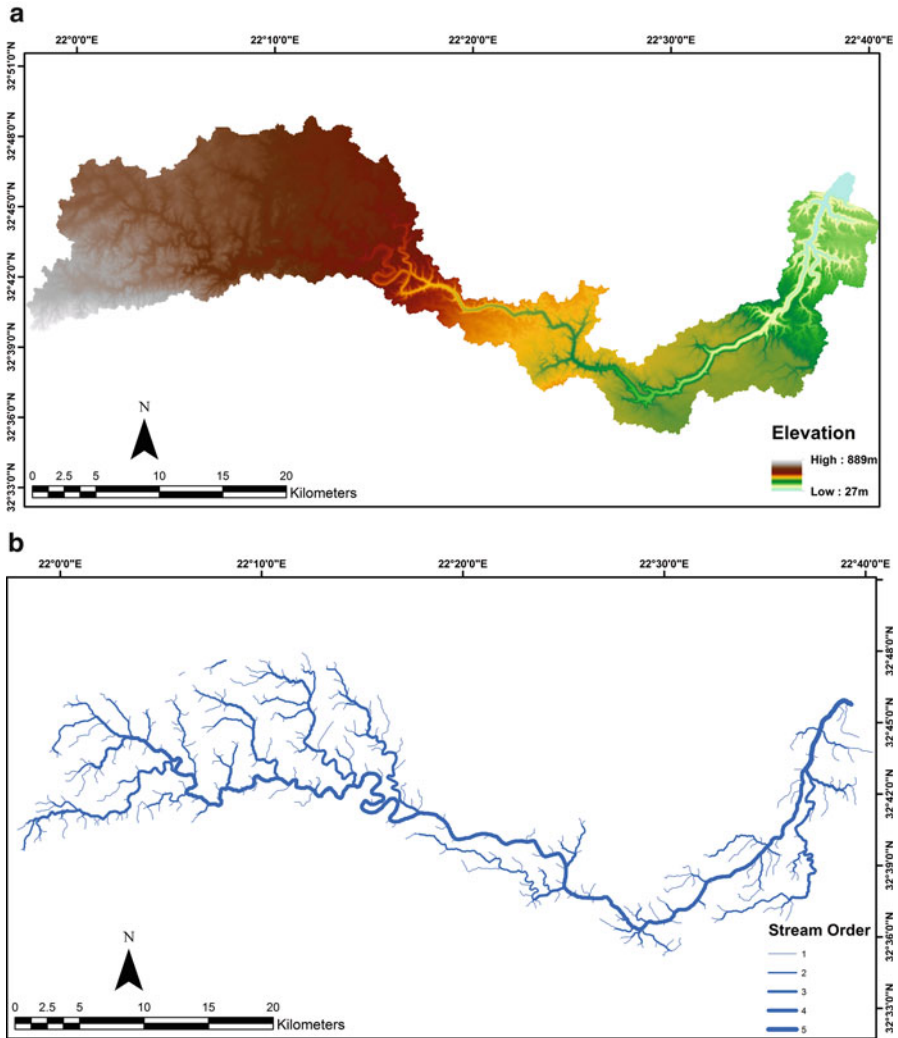 a
22°0'0"E 22°10'0"E 22°20'0"E 22°30'0"E 22°40'0"E
32°51'0"N
32°48'0"N
32°45'0"N
32°42'0"N
32°39'0"N
32°36'0"N
32°33'0"N
N
0 2.5 5 10 15 20
Kilometers
Elevation
High : 889m
Low : 27m
b
22°0'0"E 22°10'0"E 22°20'0"E 22°30'0"E 22°40'0"E
32°48'0"N
32°45'0"N
32°42'0"N
32°39'0"N
32°36'0"N
32°33'0"N
N
0 2.5 5 10 15 20
Kilometers
Stream Order
1
2
3
4
5